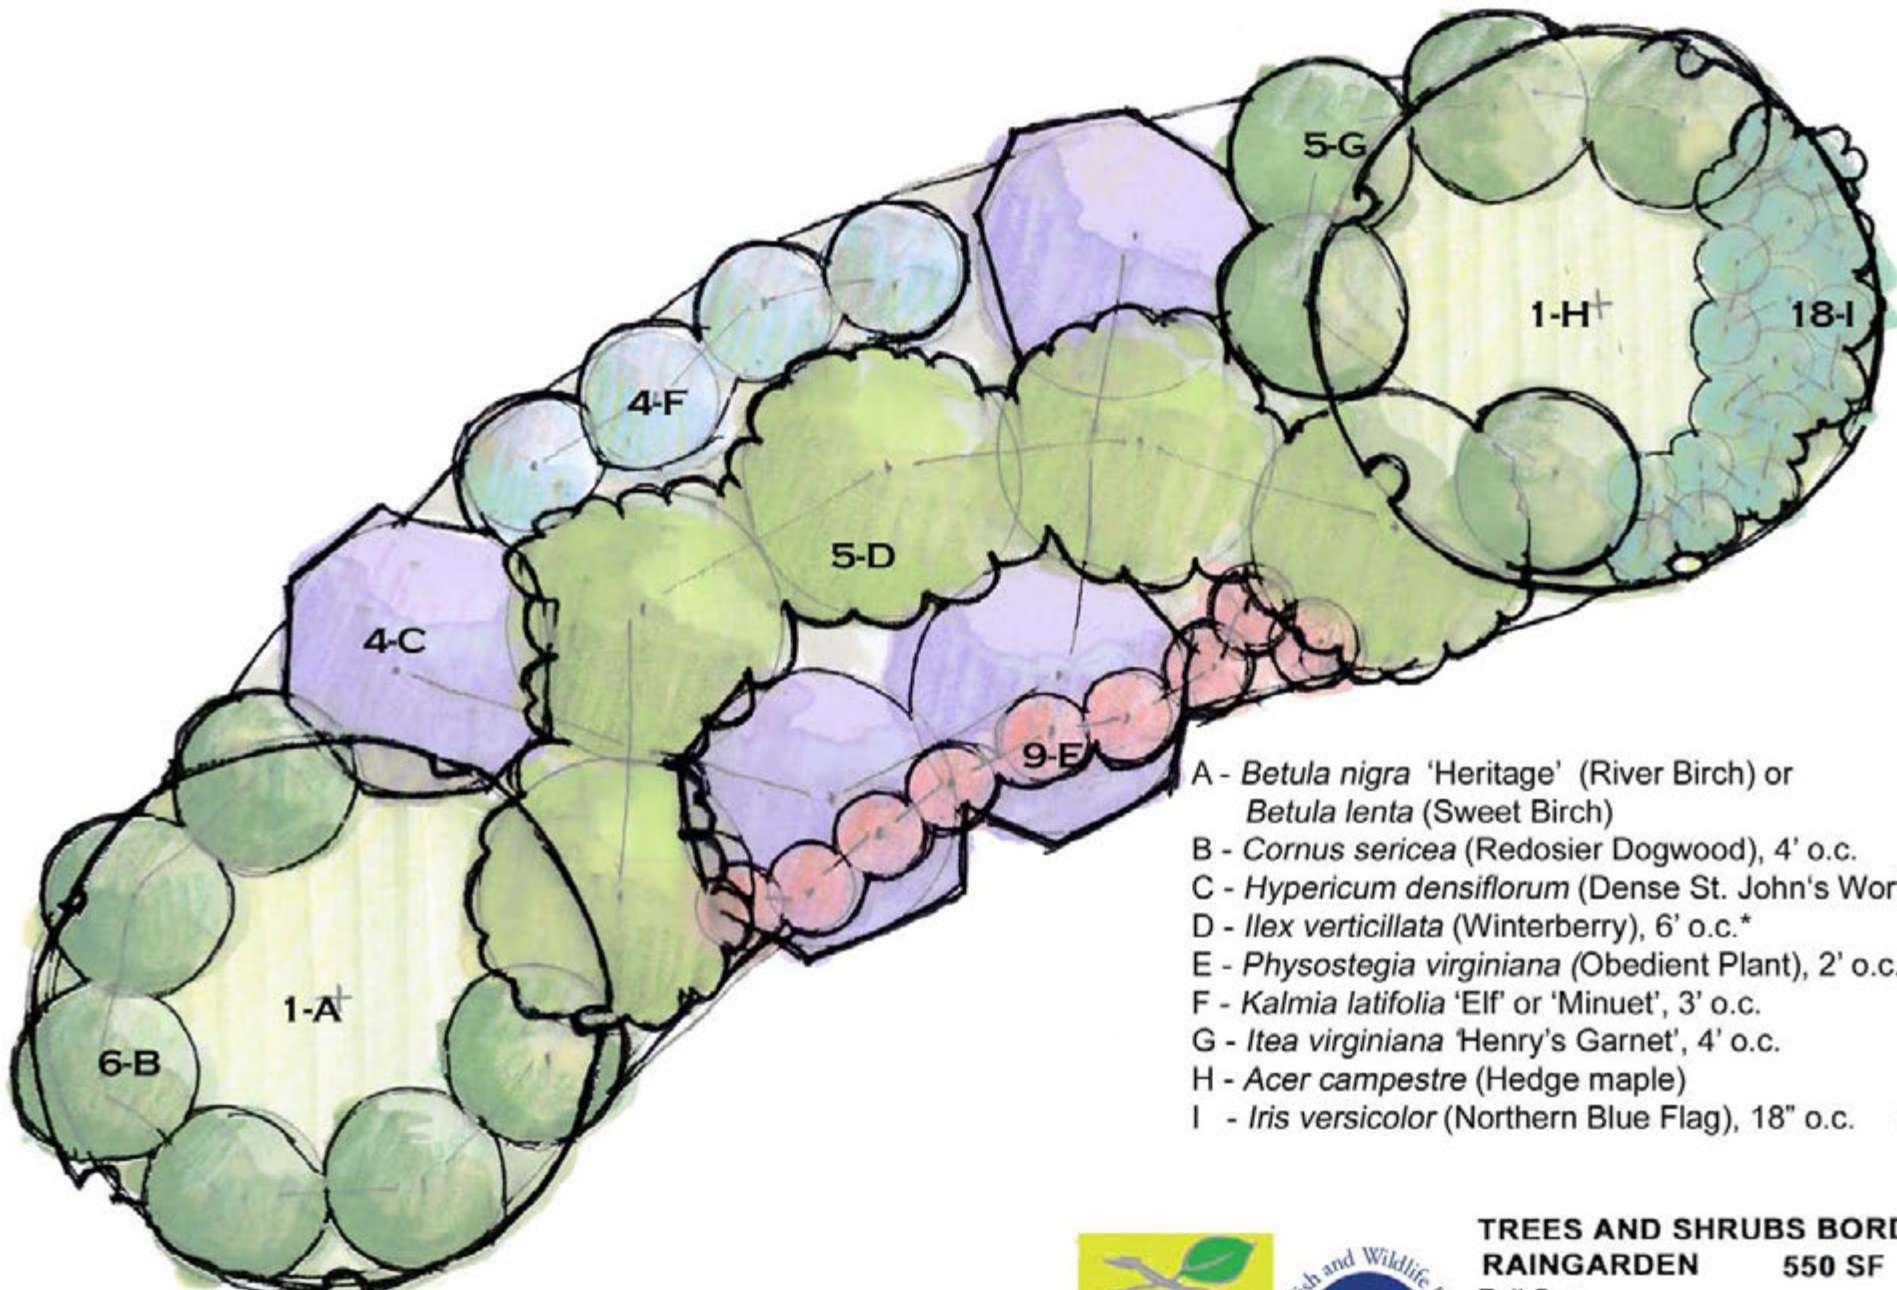 5-G
1-H
18-I
4-F
5-D
4-C
9-E
1-A
6-B
A - Betula nigra 'Heritage' (River Birch) or
Betula lenta (Sweet Birch)
B - Cornus sericea (Redosier Dogwood), 4' o.c.
C - Hypericum densiflorum (Dense St. John's Wor
D - Ilex verticillata (Winterberry), 6' o.c.*
E - Physostegia virginiana (Obedient Plant), 2' o.c.
F - Kalmia latifolia 'Elf' or 'Minuet', 3' o.c.
G - Itea virginiana 'Henry's Garnet', 4' o.c.
H - Acer campestre (Hedge maple)
I - Iris versicolor (Northern Blue Flag), 18" o.c.
TREES AND SHRUBS BORD
RAINGARDEN 550 SF
and Wildlife